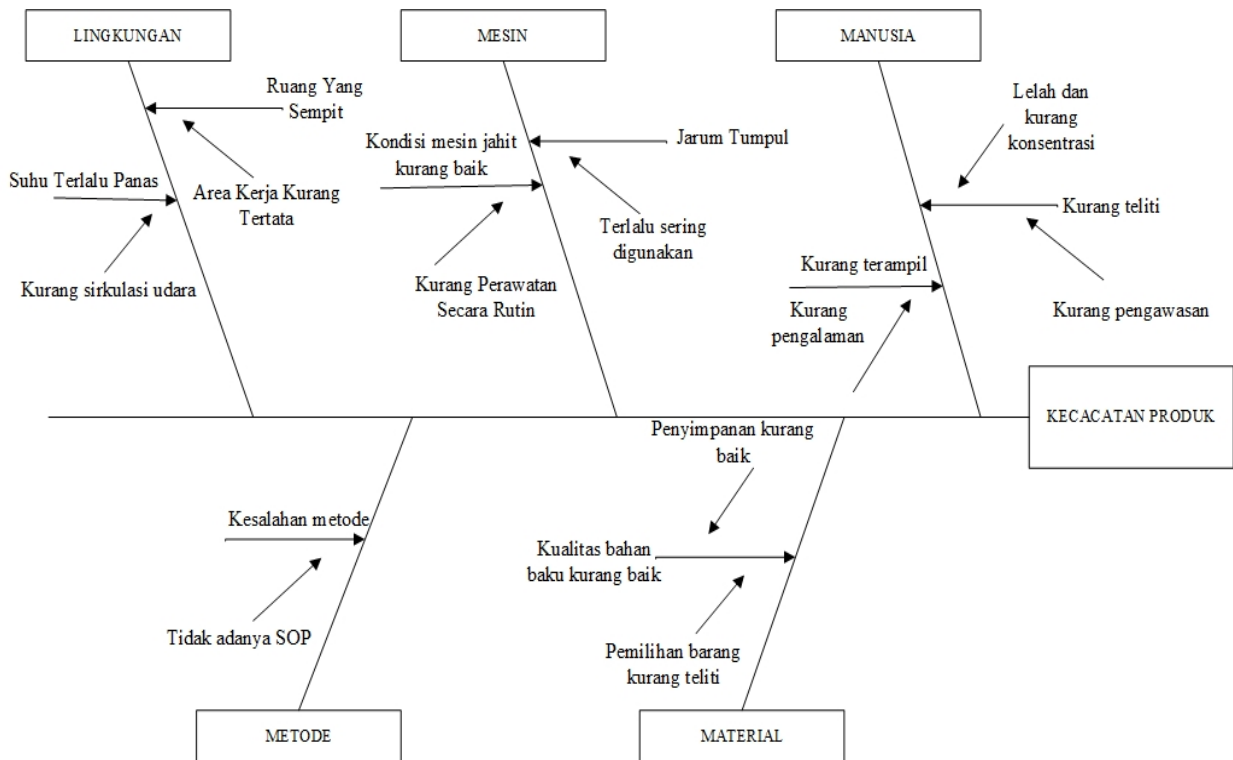 LINGKUNGAN
MESIN
MANUSIA
Ruang Yang
Sempit
Suhu Terlalu Panas
Area Kerja Kurang
Tertata
Kurang sirkulasi udara
Kondisi mesin jahit
kurang baik
Jarum Tumpul
Terlalu sering
digunakan
Kurang Perawatan
Secara Rutin
Lelah dan
kurang
konsentrasi
Kurang teliti
Kurang terampil
Kurang
pengalaman
Kurang pengawasan
KECACATAN PRODUK
Kesalahan metode
Tidak adanya SOP
Penyimpanan kurang
baik
Kualitas bahan
baku kurang baik
Pemilihan barang
kurang teliti
METODE
MATERIAL